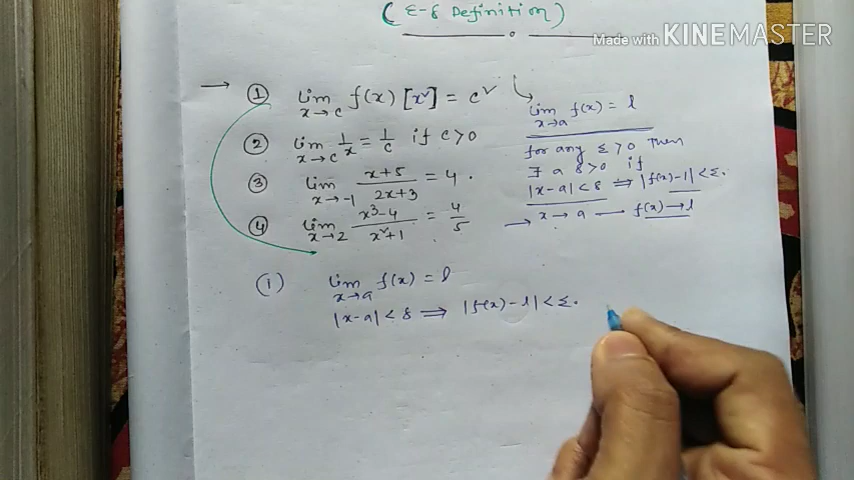 (Ɛ-δ Definition)
Made with KINEMASTER
→ ① lim x→c f(x) [x²] = c²
② lim x→c 1/x = 1/c if c>0
③ lim x→-1 x+5/2x+3 = 4.
④ lim x→2 x³-4/x²+1 = 4/5
lim x→a f(x) = l
for any Ɛ>0 Then
∃ a δ>0 if
|x-a|<δ ⇒ |f(x)-l|<Ɛ.
→ x→a — f(x)→l
(i) lim x→a f(x) = l
|x-a|<δ ⇒ |f(x)-l|<Ɛ.